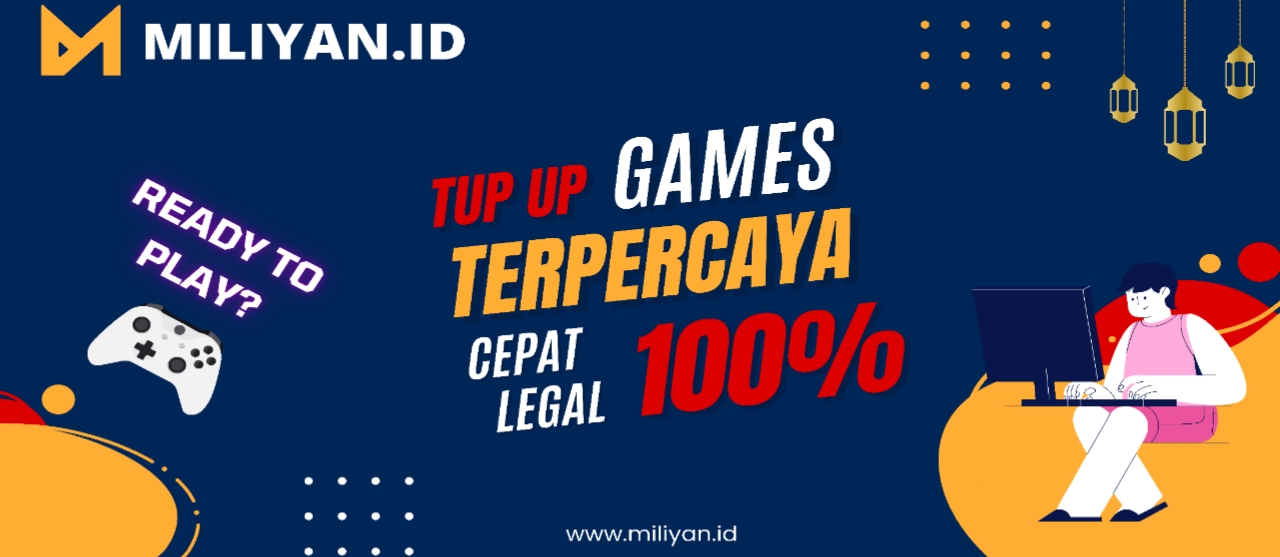 MILIYAN.ID
READY TO
PLAY?
TUP UP GAMES
TERPERCAYA
CEPAT
LEGAL
100%
www.miliyan.id